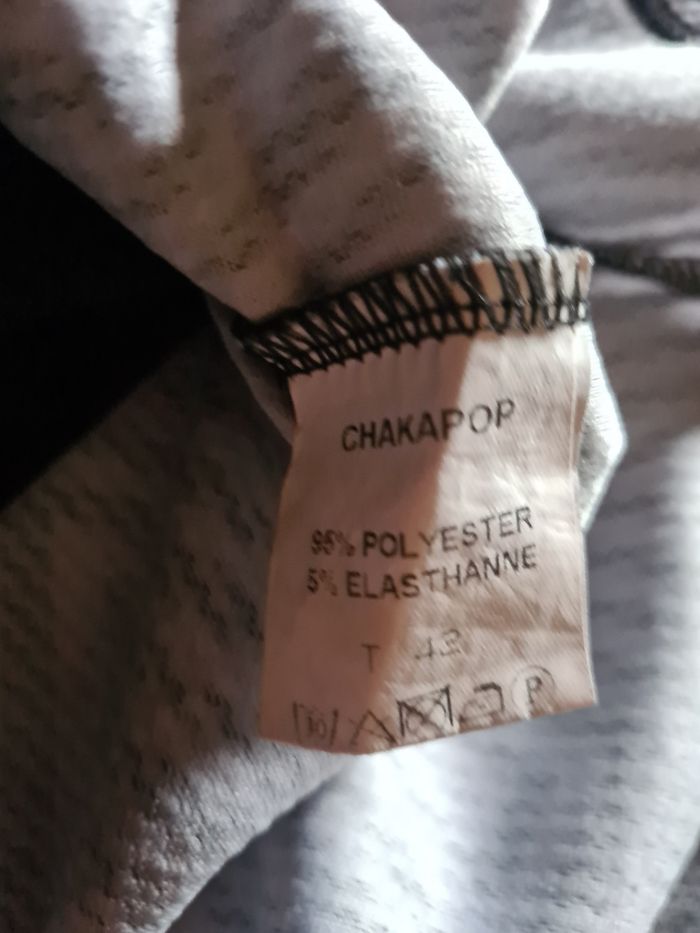 CHAKAPOP
95% POLYESTER
5% ELASTHANNE
T 42
P